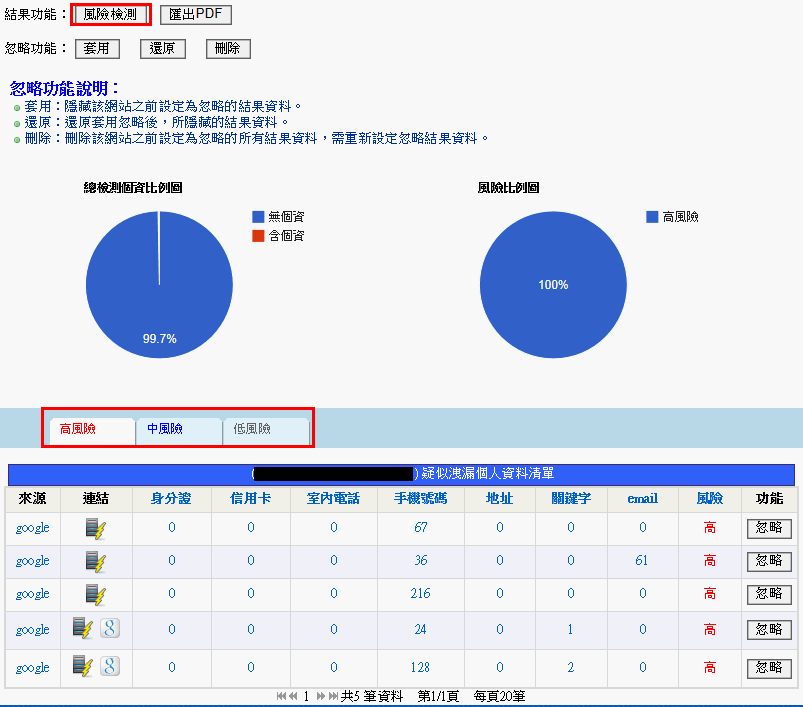 結果功能： 風險檢測 匯出PDF
忽略功能： 套用 還原 刪除
忽略功能說明：
套用：隱藏該網站之前設定為忽略的結果資料。
還原：還原套用忽略後，所隱藏的結果資料。
刪除：刪除該網站之前設定為忽略的所有結果資料，需重新設定忽略結果資料。
總檢測個資比例圖
無個資
含個資
99.7%
風險比例圖
高風險
100%
高風險 中風險 低風險
( ) 疑似洩漏個人資料清單
來源 連結 身分證 信用卡 室內電話 手機號碼 地址 關鍵字 email 風險 功能
google 0 0 0 67 0 0 0 高 忽略
google 0 0 0 36 0 0 61 高 忽略
google 0 0 0 216 0 0 0 高 忽略
google 8 0 0 0 24 0 1 0 高 忽略
google 8 0 0 0 128 0 2 0 高 忽略
1 共5 筆資料 第1/1頁 每頁20筆